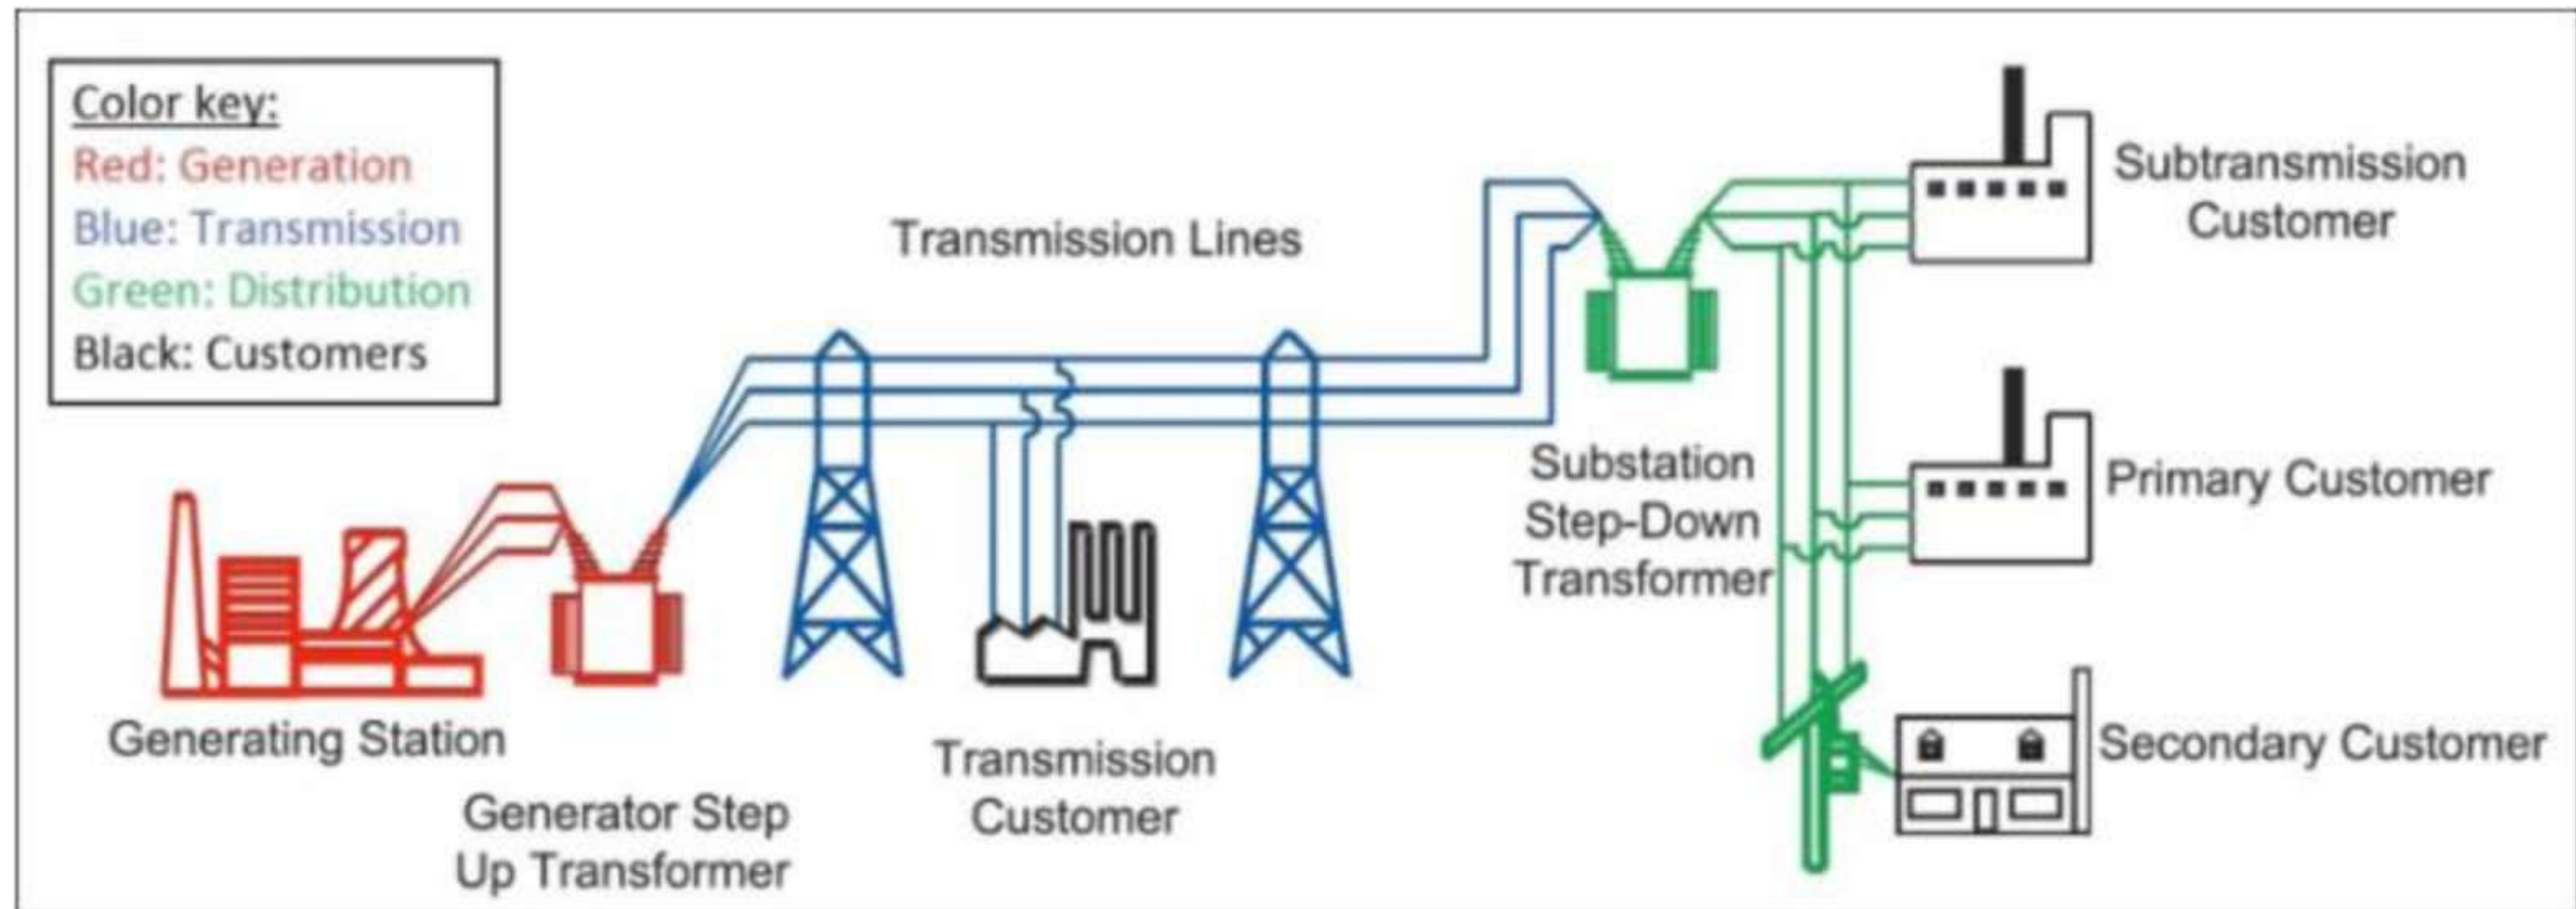 Color key:
Red: Generation
Blue: Transmission
Green: Distribution
Black: Customers
Transmission Lines
Subtransmission
Customer
Substation
Step-Down
Transformer
Primary Customer
Generating Station
Generator Step
Up Transformer
Transmission
Customer
Secondary Customer